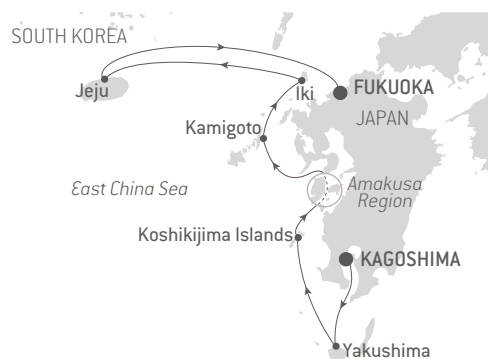 SOUTH KOREA
Jeju
Iki
FUKUOKA
JAPAN
Kamigoto
East China Sea
Amakusa
Region
Koshikijima Islands
KAGOSHIMA
Yakushima